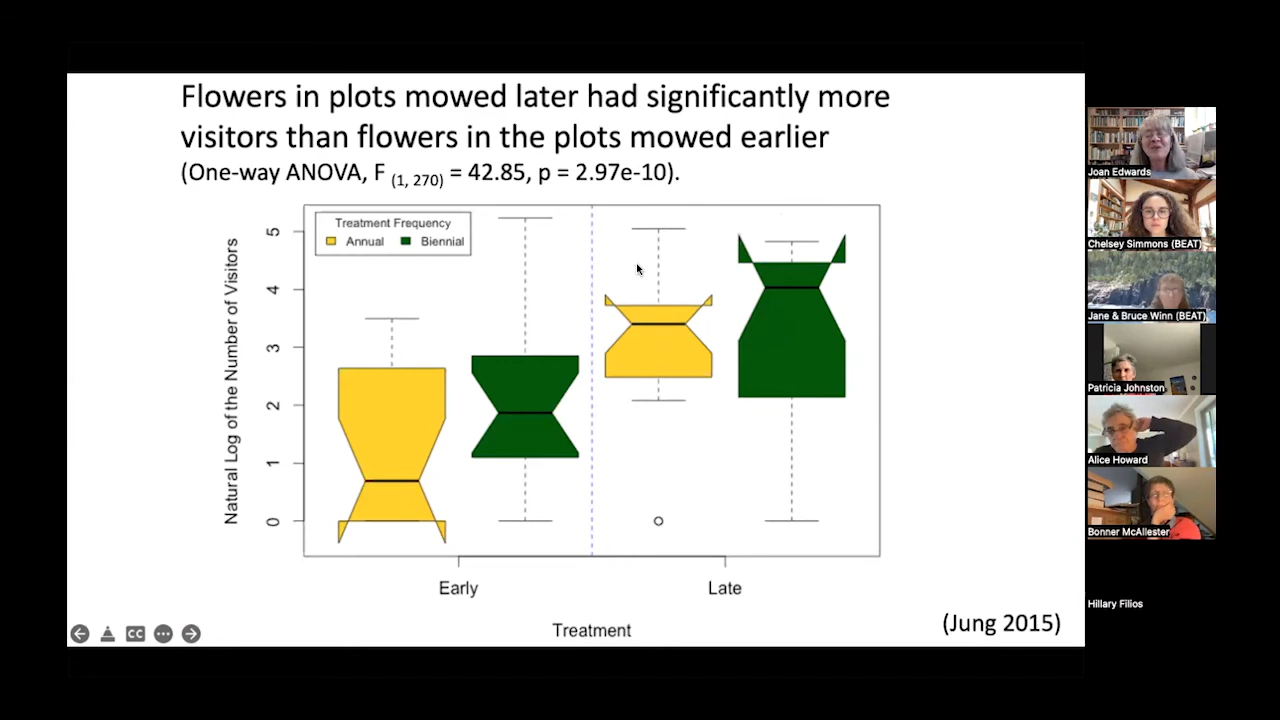 Flowers in plots mowed later had significantly more
visitors than flowers in the plots mowed earlier
(One-way ANOVA, F (1, 270) = 42.85, p = 2.97e-10).
Treatment Frequency
Annual Biennial
Natural Log of the Number of Visitors
5
4
3
2
1
0
Early Late
Treatment
(Jung 2015)
CC
Joan Edwards
Chelsey Simmons (BEAT)
Jane & Bruce Winn (BEAT)
Patricia Johnston
Alice Howard
Bonner McAllester
Hillary Filios